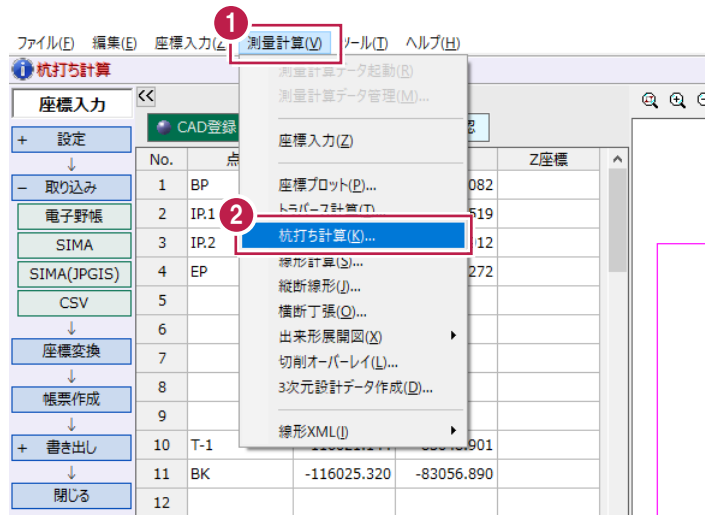 1
ファイル(F) 編集(E) 座標入力(Z 測量計算(V) ツール(T) ヘルプ(H)
杭打ち計算
座標入力
+ 設定
↓
− 取り込み
電子野帳
SIMA
SIMA(JPGIS)
CSV
↓
座標変換
↓
帳票作成
↓
+ 書き出し
↓
閉じる
<<
CAD登録
No. 点 Z座標
1 BP 082
2 IP.1 519
3 IP.2 912
4 EP 272
5
6
7
8
9
10 T-1 .901
11 BK -116025.320 -83056.890
12
測量計算データ起動(R)
測量計算データ管理(M)...
座標入力(Z)
座標プロット(P)...
トラバース計算(T)...
2
杭打ち計算(K)...
線形計算(S)...
縦断線形(J)...
横断丁張(O)...
出来形展開図(X)
切削オーバーレイ(L)...
3次元設計データ作成(D)...
線形XML(I)